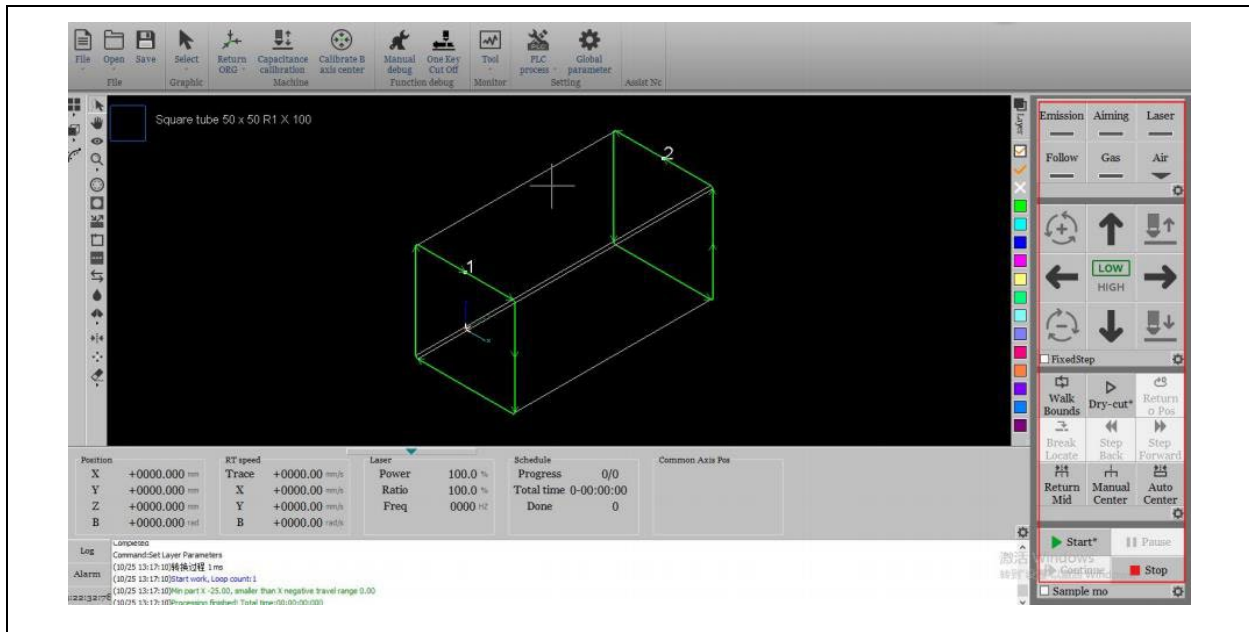 File Open Save Select Return ORG Capacitance calibration Calibrate B axis center Manual debug One Key Cut Off Tool PLC process Global parameter
File Graphic Machine Function debug Monitor Setting Assist Nc
Square tube 50 x 50 R1 X 100
2
1
x
Layer
Emission Aiming Laser
Follow Gas Air
LOW
HIGH
FixedStep
Walk Bounds Dry-cut* Return o Pos
Break Locate Step Back Step Forward
Return Mid Manual Center Auto Center
Start* Pause
Continue Stop
Sample mo
Position RT speed Laser Schedule Common Axis Pos
X +0000.000 mm Trace +0000.00 mm/s Power 100.0 % Progress 0/0
Y +0000.000 mm X +0000.00 mm/s Ratio 100.0 % Total time 0-00:00:00
Z +0000.000 mm Y +0000.00 mm/s Freq 0000 HZ Done 0
B +0000.000 rad B +0000.00 rad/s
Log
Alarm
Completed
Command:Set Layer Parameters
(10/25 13:17:10)转换过程 1ms
(10/25 13:17:10)Start work, Loop count:1
(10/25 13:17:10)Min part X -25.00, smaller than X negative travel range 0.00
(10/25 13:17:10)Processing finished! Total time:00:00:00:000
激活 Windows